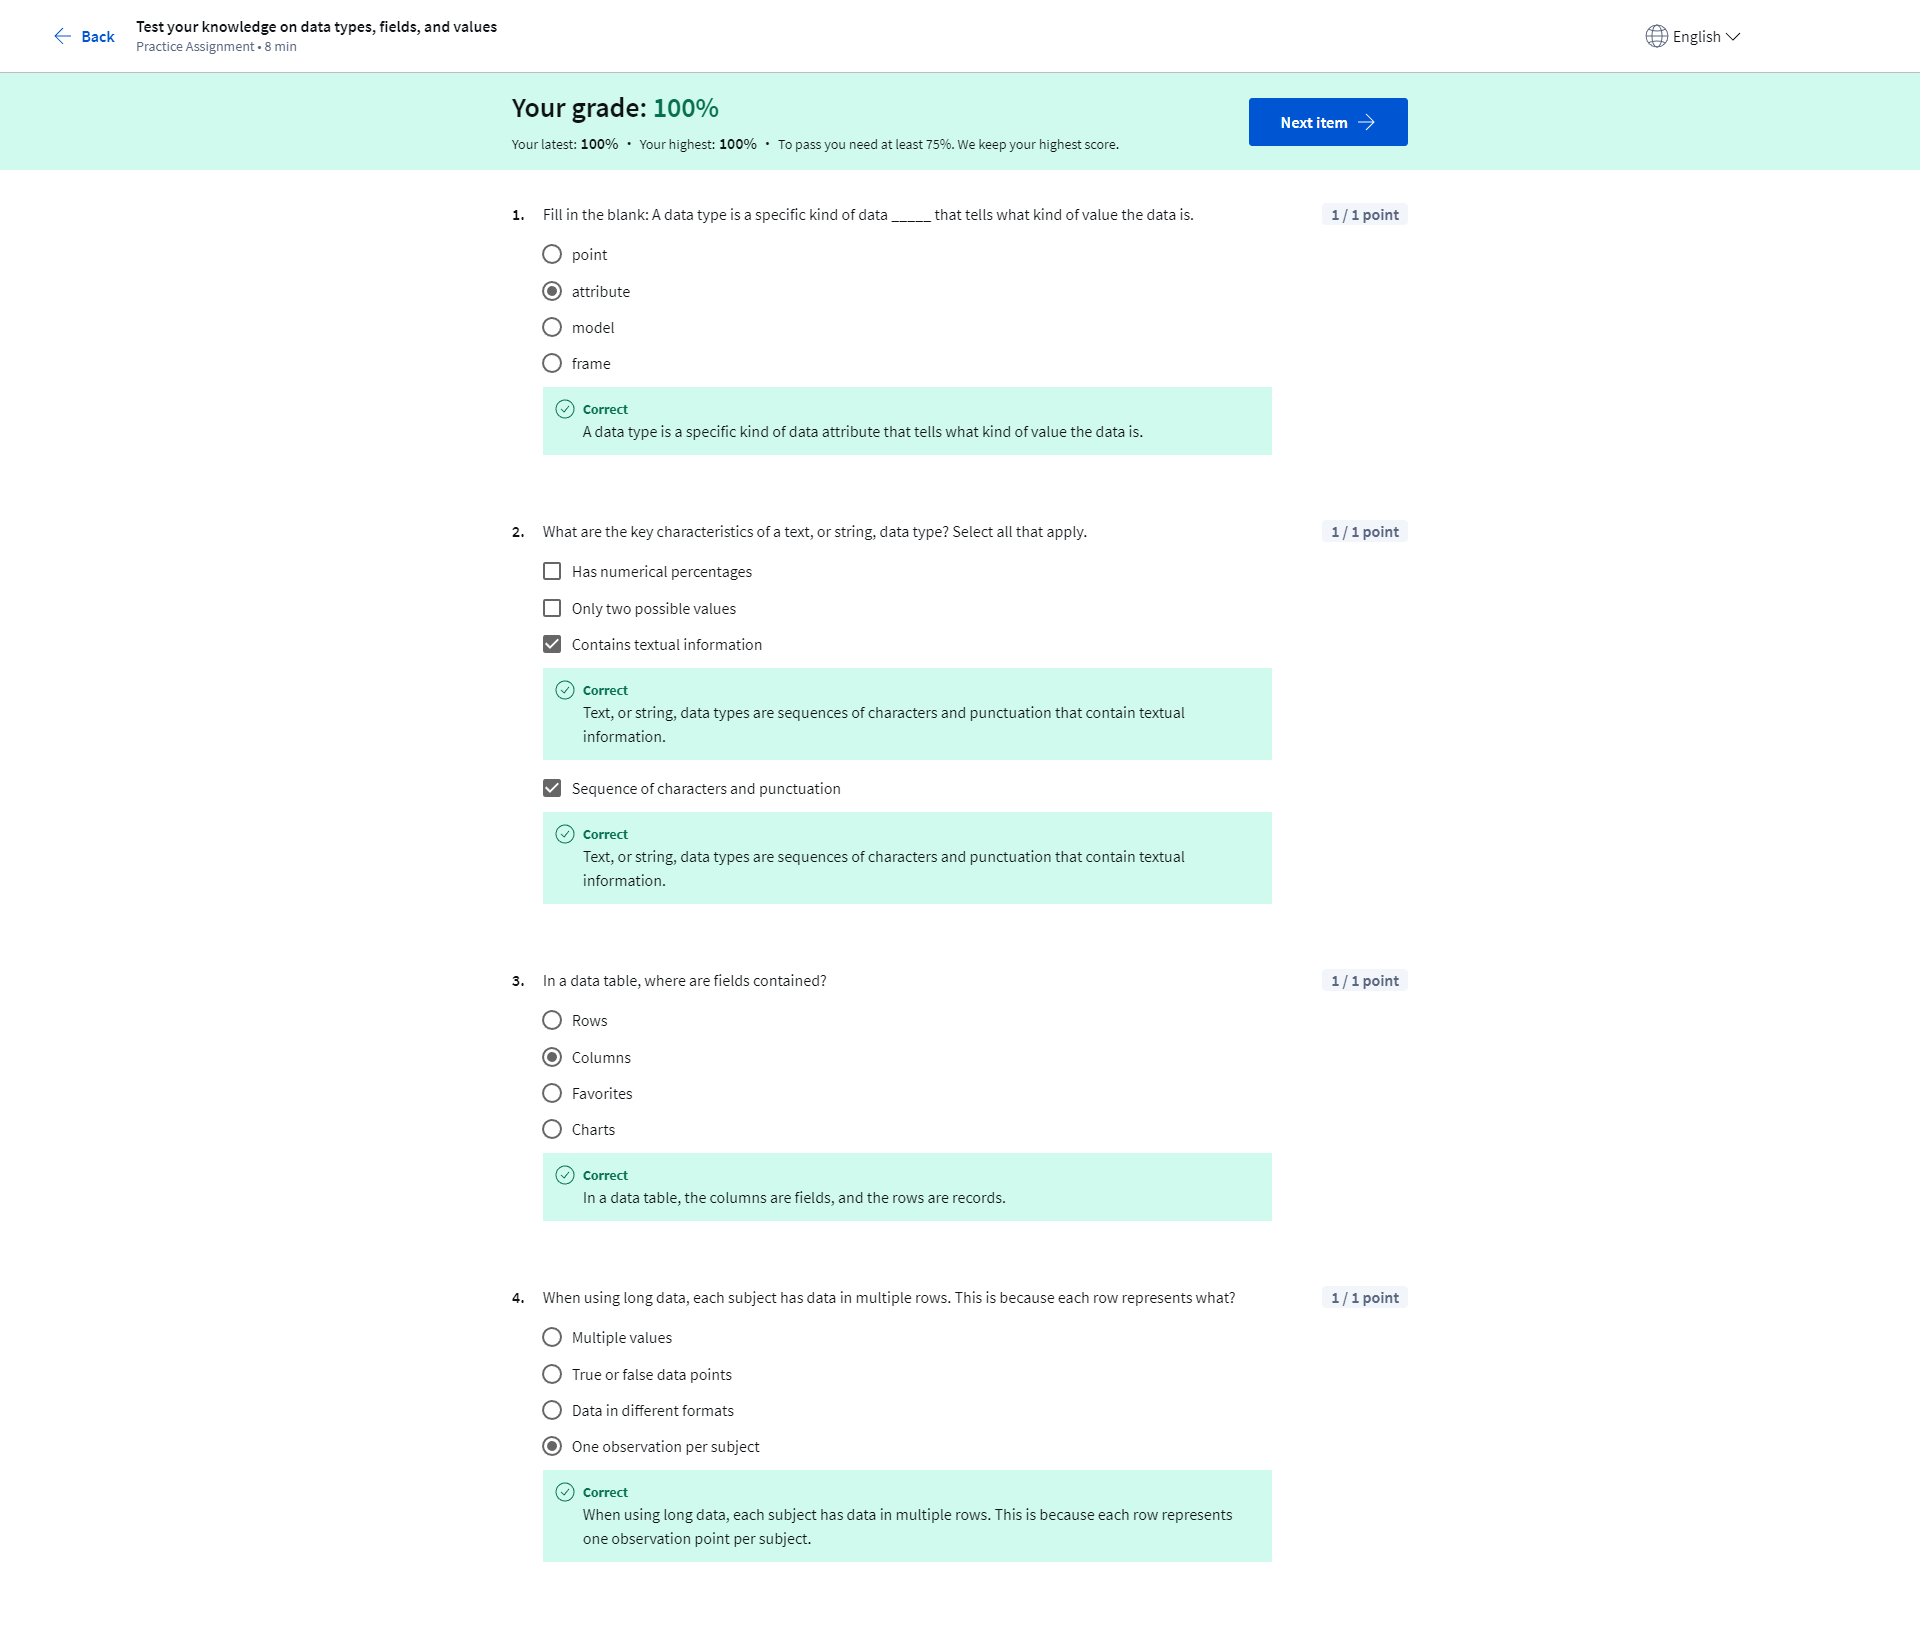 Back
Test your knowledge on data types, fields, and values
Practice Assignment • 8 min
English
Your grade: 100%
Your latest: 100% • Your highest: 100% • To pass you need at least 75%. We keep your highest score.
Next item
1. Fill in the blank: A data type is a specific kind of data _____ that tells what kind of value the data is.
1 / 1 point
point
attribute
model
frame
Correct
A data type is a specific kind of data attribute that tells what kind of value the data is.
2. What are the key characteristics of a text, or string, data type? Select all that apply.
1 / 1 point
Has numerical percentages
Only two possible values
Contains textual information
Correct
Text, or string, data types are sequences of characters and punctuation that contain textual
information.
Sequence of characters and punctuation
Correct
Text, or string, data types are sequences of characters and punctuation that contain textual
information.
3. In a data table, where are fields contained?
1 / 1 point
Rows
Columns
Favorites
Charts
Correct
In a data table, the columns are fields, and the rows are records.
4. When using long data, each subject has data in multiple rows. This is because each row represents what?
1 / 1 point
Multiple values
True or false data points
Data in different formats
One observation per subject
Correct
When using long data, each subject has data in multiple rows. This is because each row represents
one observation point per subject.